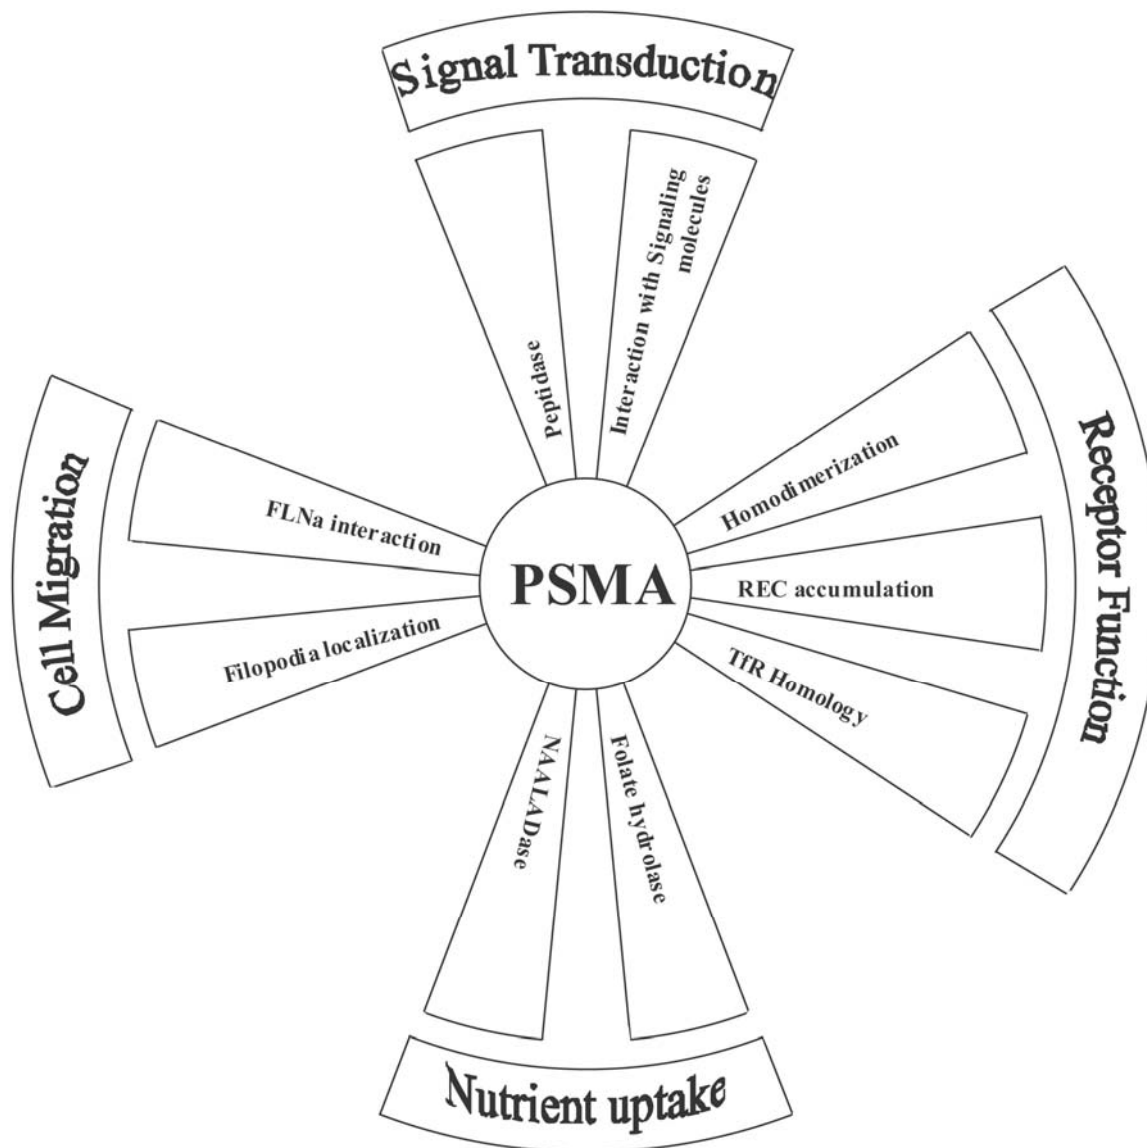 Signal Transduction
Peptidase
Interaction with Signaling
molecules
Receptor Function
Homodimerization
REC accumulation
TfR Homology
Cell Migration
FLNa interaction
Filopodia localization
PSMA
NAALADase
Folate hydrolase
Nutrient uptake